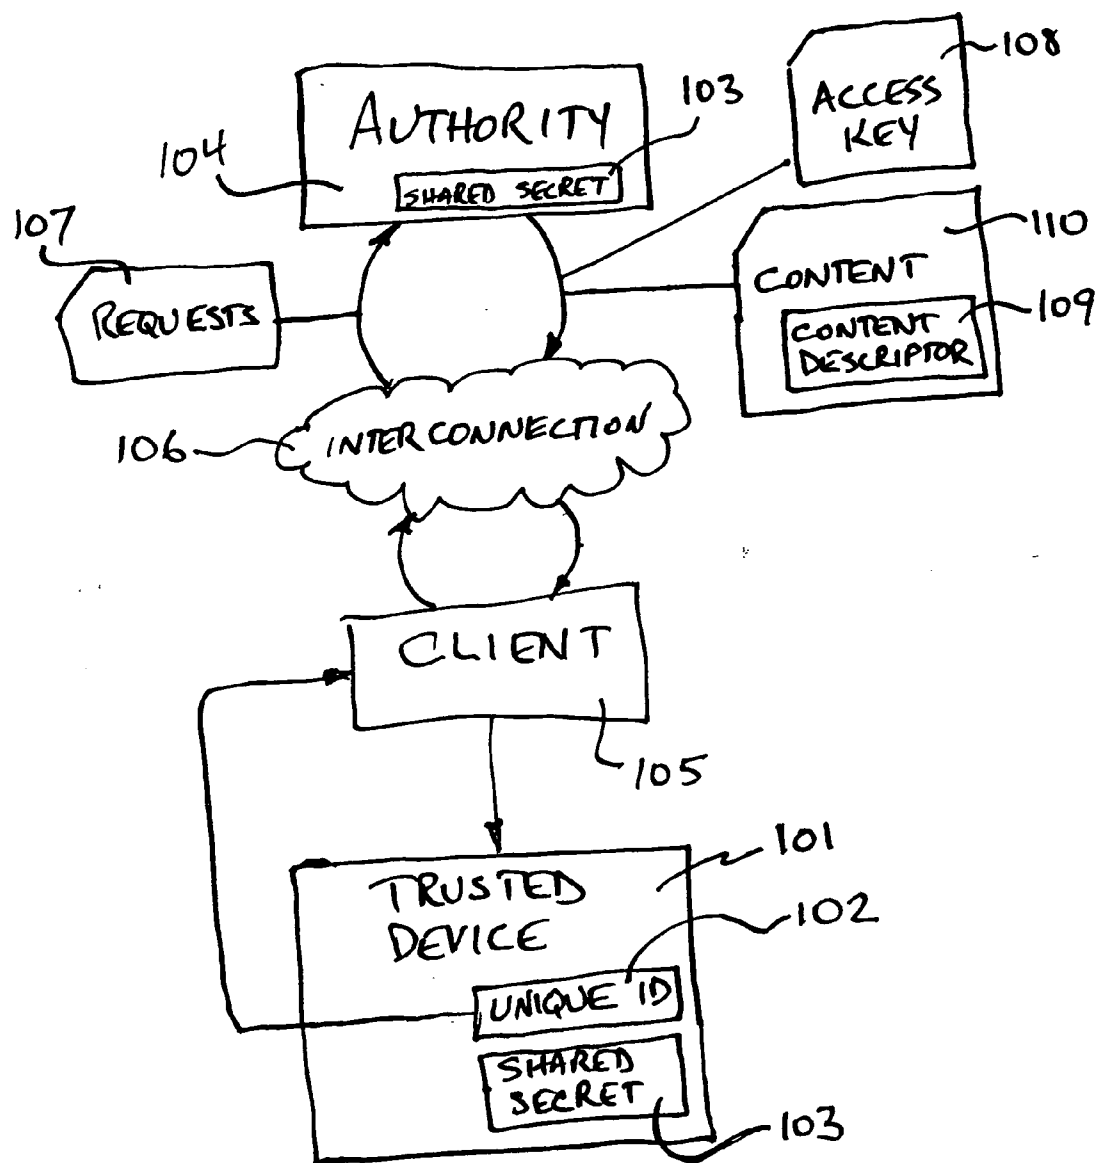 108
ACCESS
KEY
103
AUTHORITY
104
SHARED SECRET
107
REQUESTS
110
CONTENT
109
CONTENT
DESCRIPTOR
106
INTERCONNECTION
CLIENT
105
101
TRUSTED
DEVICE
102
UNIQUE ID
SHARED
SECRET
103